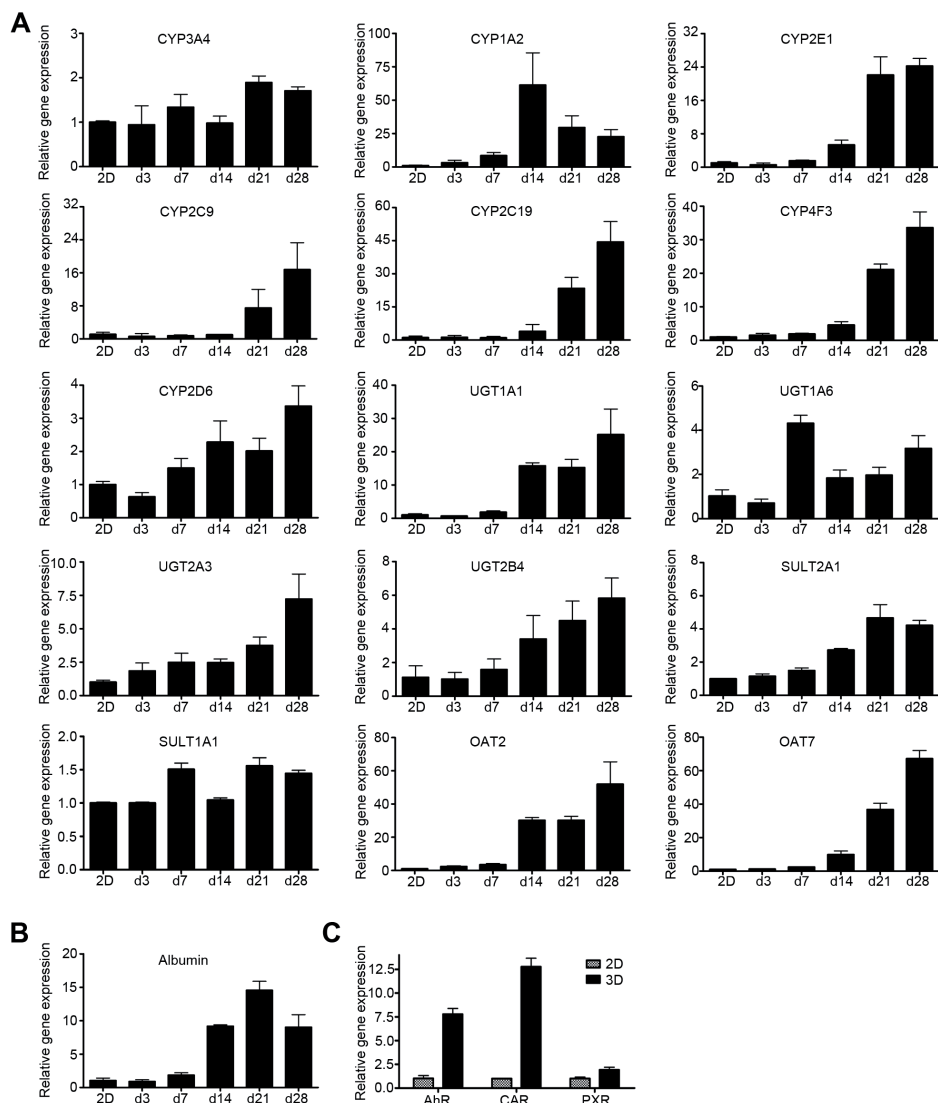 A
CYP3A4
Relative gene expression
3
2
1
0
2D d3 d7 d14 d21 d28
CYP1A2
Relative gene expression
100
75
50
25
0
2D d3 d7 d14 d21 d28
CYP2E1
Relative gene expression
32
24
16
8
0
2D d3 d7 d14 d21 d28
CYP2C9
Relative gene expression
32
24
16
8
0
2D d3 d7 d14 d21 d28
CYP2C19
Relative gene expression
60
45
30
15
0
2D d3 d7 d14 d21 d28
CYP4F3
Relative gene expression
40
30
20
10
0
2D d3 d7 d14 d21 d28
CYP2D6
Relative gene expression
4
3
2
1
0
2D d3 d7 d14 d21 d28
UGT1A1
Relative gene expression
40
30
20
10
0
2D d3 d7 d14 d21 d28
UGT1A6
Relative gene expression
6
4
2
0
2D d3 d7 d14 d21 d28
UGT2A3
Relative gene expression
10.0
7.5
5.0
2.5
0.0
2D d3 d7 d14 d21 d28
UGT2B4
Relative gene expression
8
6
4
2
0
2D d3 d7 d14 d21 d28
SULT2A1
Relative gene expression
8
6
4
2
0
2D d3 d7 d14 d21 d28
SULT1A1
Relative gene expression
2.0
1.5
1.0
0.5
0.0
2D d3 d7 d14 d21 d28
OAT2
Relative gene expression
80
60
40
20
0
2D d3 d7 d14 d21 d28
OAT7
Relative gene expression
80
60
40
20
0
2D d3 d7 d14 d21 d28
B
Albumin
Relative gene expression
20
15
10
5
0
2D d3 d7 d14 d21 d28
C
Relative gene expression
12.5
10.0
7.5
5.0
2.5
0.0
2D
3D
AhR CAR PXR